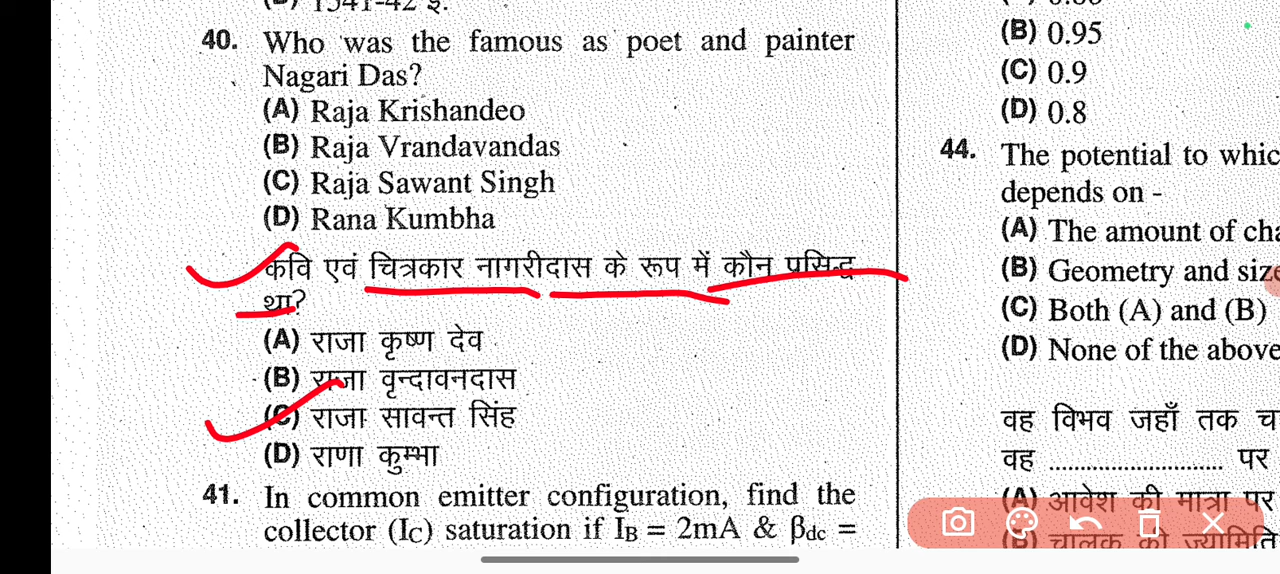 40. Who was the famous as poet and painter
Nagari Das?
(A) Raja Krishandeo
(B) Raja Vrandavandas
(C) Raja Sawant Singh
(D) Rana Kumbha
कवि एवं चित्रकार नागरीदास के रूप में कौन प्रसिद्ध
था?
(A) राजा कृष्ण देव
(B) राजा वृन्दावनदास
(C) राजा सावन्त सिंह
(D) राणा कुम्भा
41. In common emitter configuration, find the
collector (IC) saturation if IB = 2mA & βdc =
(B) 0.95
(C) 0.9
(D) 0.8
44. The potential to whic
depends on -
(A) The amount of cha
(B) Geometry and size
(C) Both (A) and (B)
(D) None of the above
वह विभव जहाँ तक च
वह ............................ पर
(A) आवेश की मात्रा पर
(B) चालक की ज्यामिति